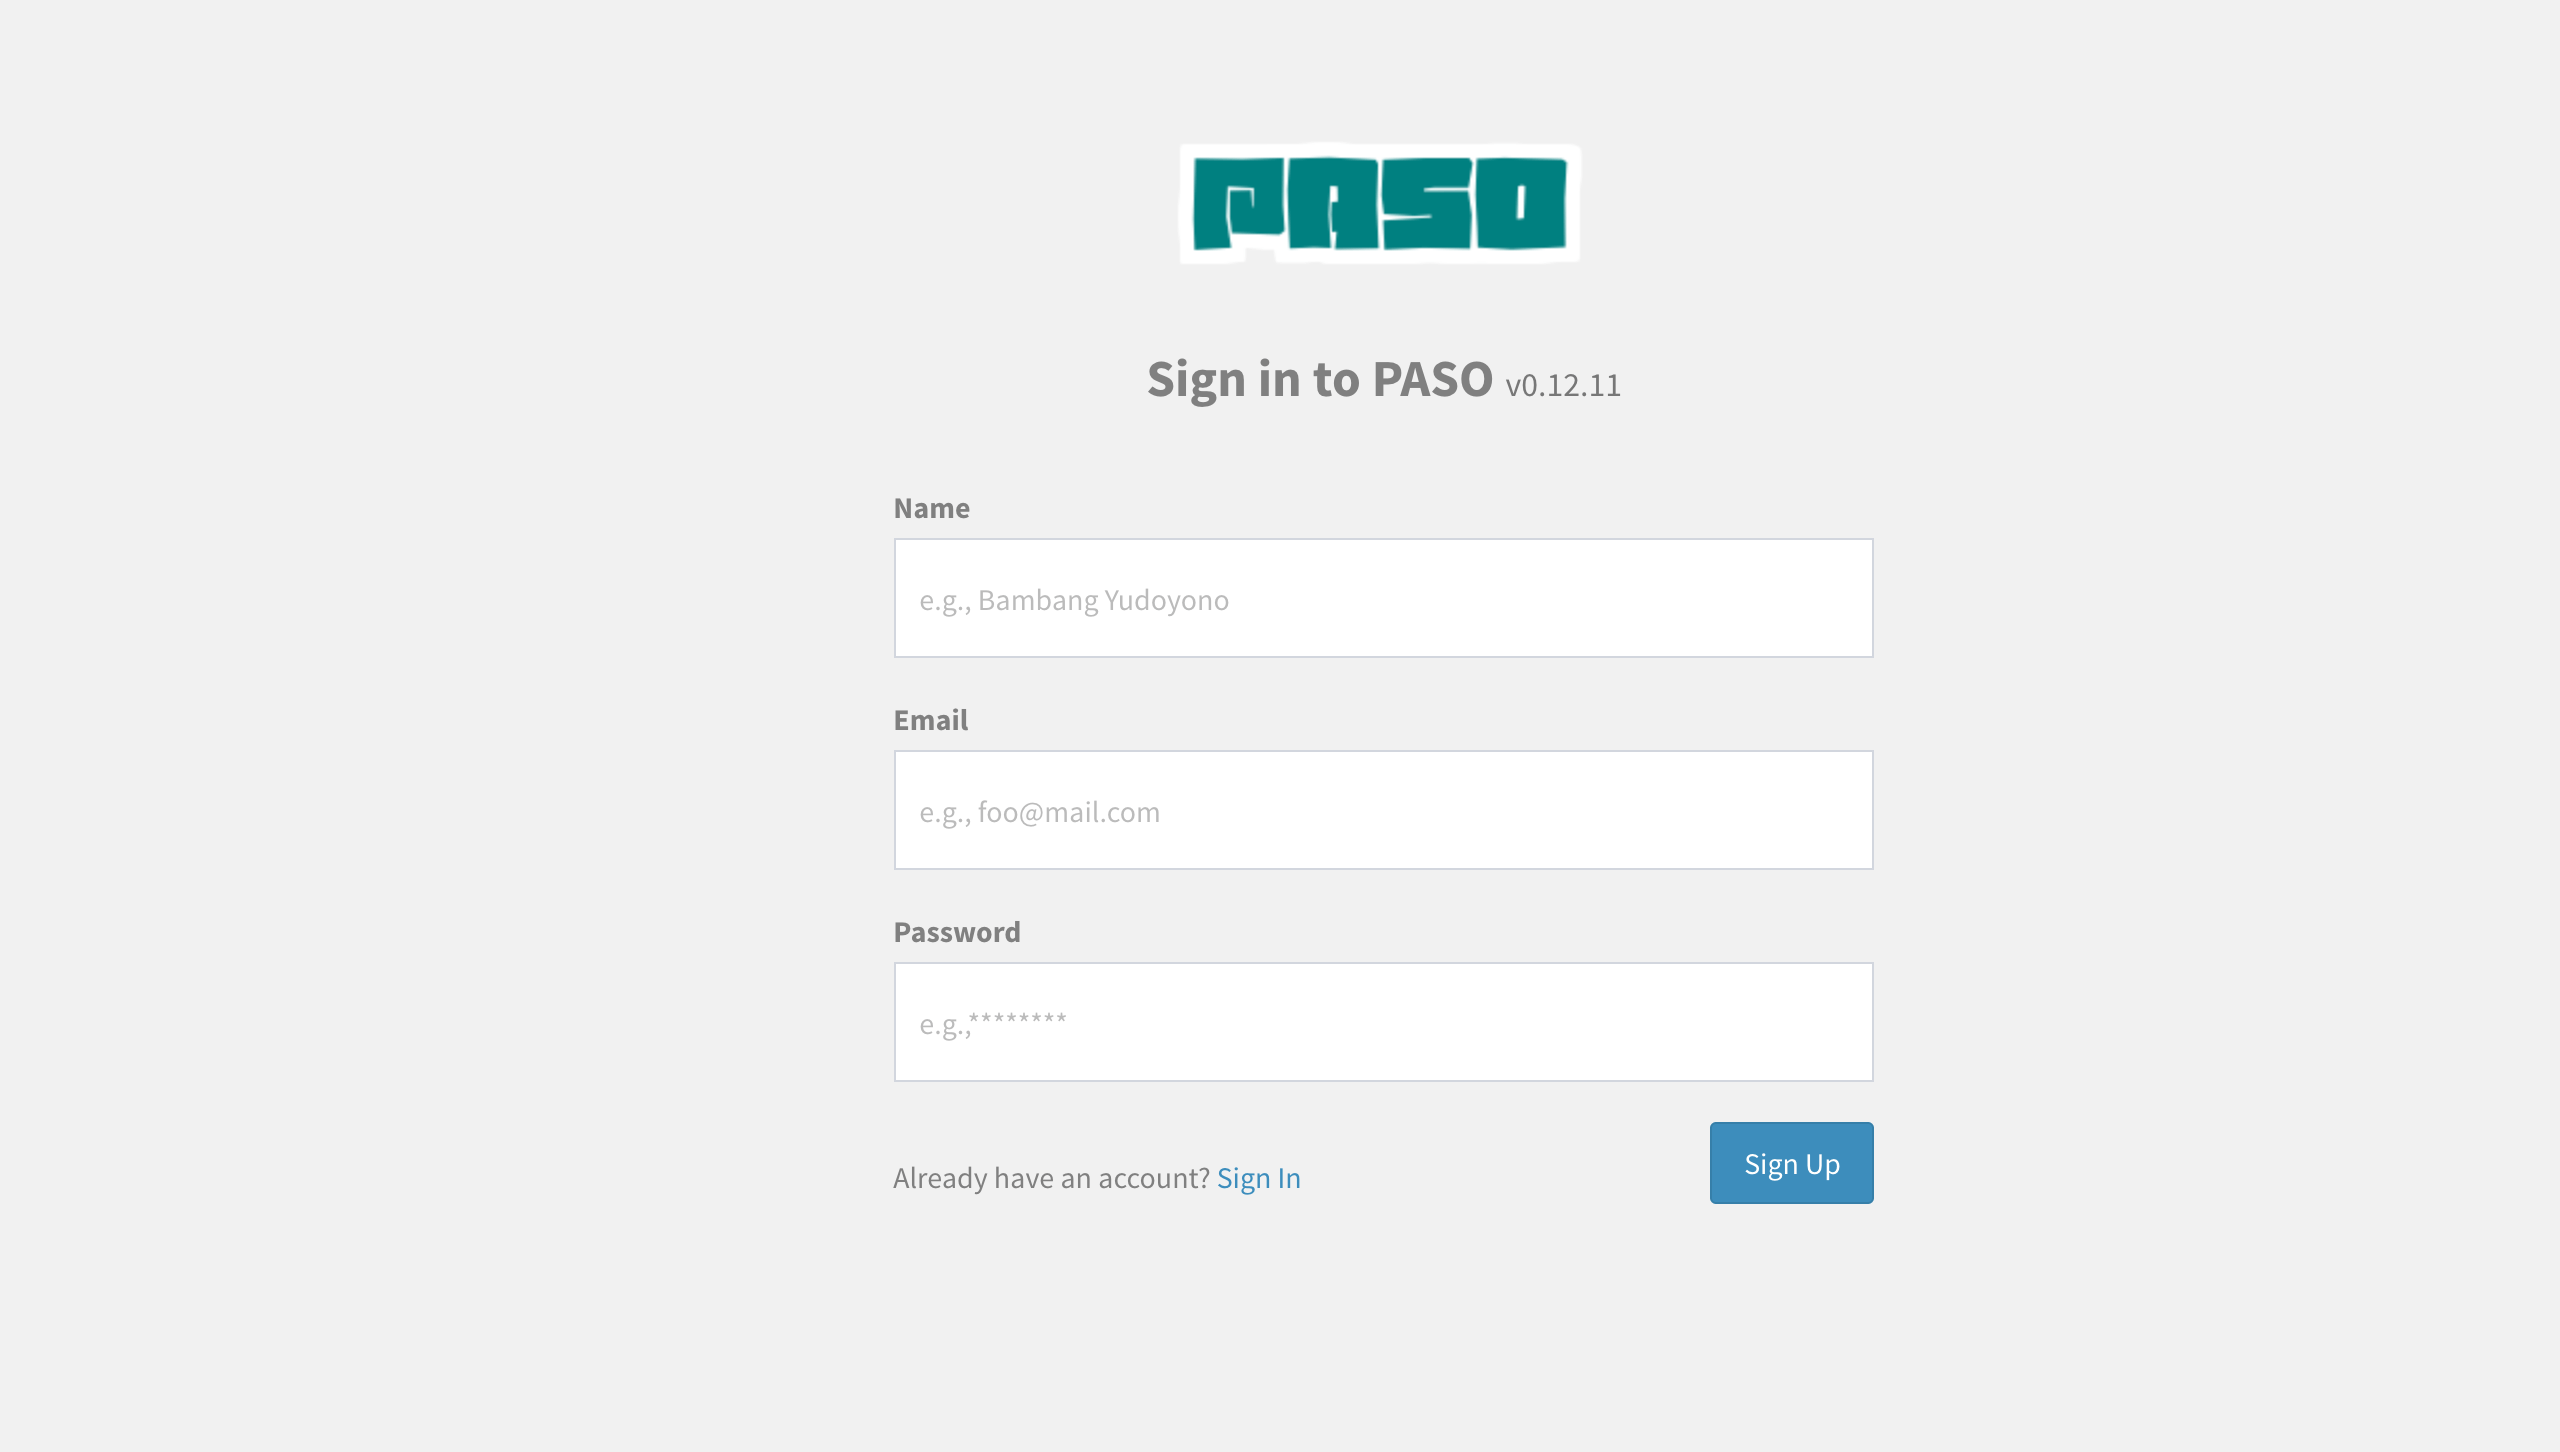 PASO
Sign in to PASO v0.12.11
Name
e.g., Bambang Yudoyono
Email
e.g., foo@mail.com
Password
e.g.,********
Already have an account? Sign In
Sign Up